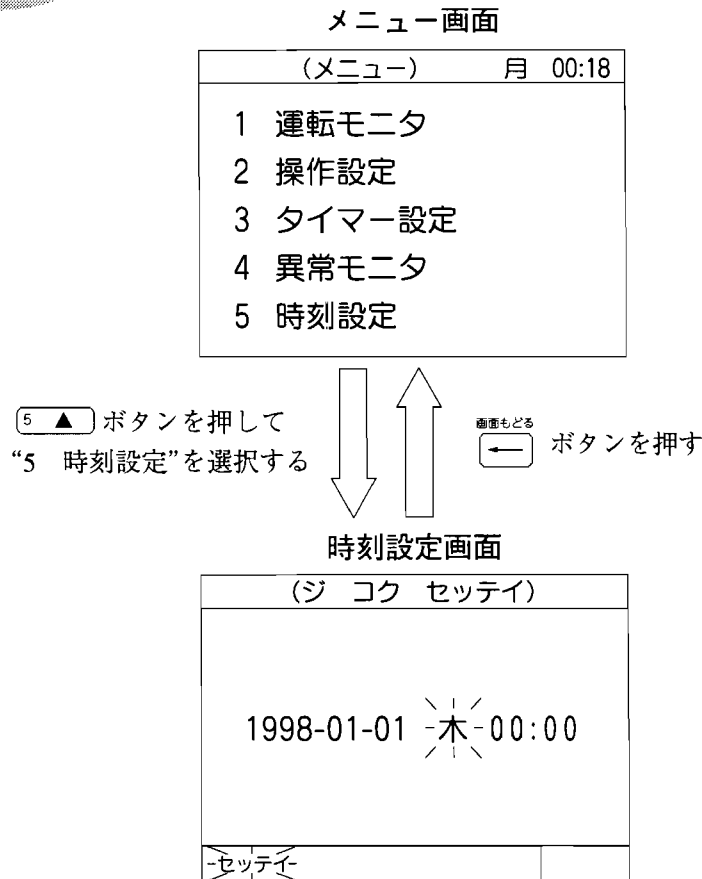 メニュー画面
(メニュー) 月 00:18
1 運転モニタ
2 操作設定
3 タイマー設定
4 異常モニタ
5 時刻設定
5 ▲ ボタンを押して
“5 時刻設定”を選択する
画面もどる
← ボタンを押す
時刻設定画面
(ジ コク セッテイ)
1998-01-01 -木- 00:00
-セッテイ-